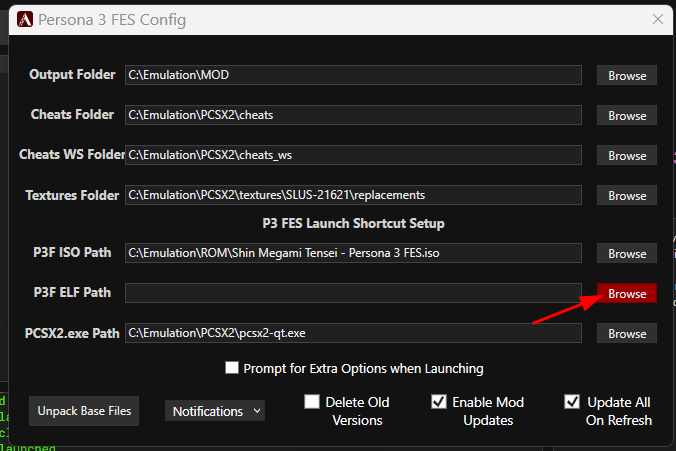 Persona 3 FES Config
Output Folder C:\Emulation\MOD Browse
Cheats Folder C:\Emulation\PCSX2\cheats Browse
Cheats WS Folder C:\Emulation\PCSX2\cheats_ws Browse
Textures Folder C:\Emulation\PCSX2\textures\SLUS-21621\replacements Browse
P3 FES Launch Shortcut Setup
P3F ISO Path C:\Emulation\ROM\Shin Megami Tensei - Persona 3 FES.iso Browse
P3F ELF Path Browse
PCSX2.exe Path C:\Emulation\PCSX2\pcsx2-qt.exe Browse
Prompt for Extra Options when Launching
Unpack Base Files Notifications Delete Old Enable Mod Update All
Versions Updates On Refresh
launched